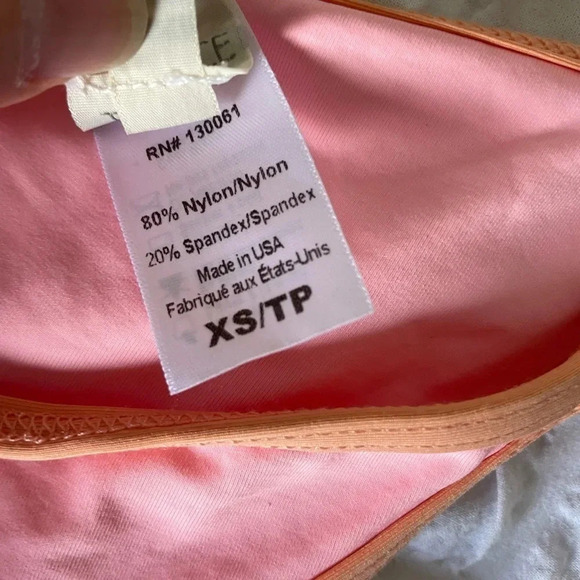 RN# 130061
80% Nylon/Nylon
20% Spandex/Spandex
Made in USA
Fabriqué aux États-Unis
XS/TP